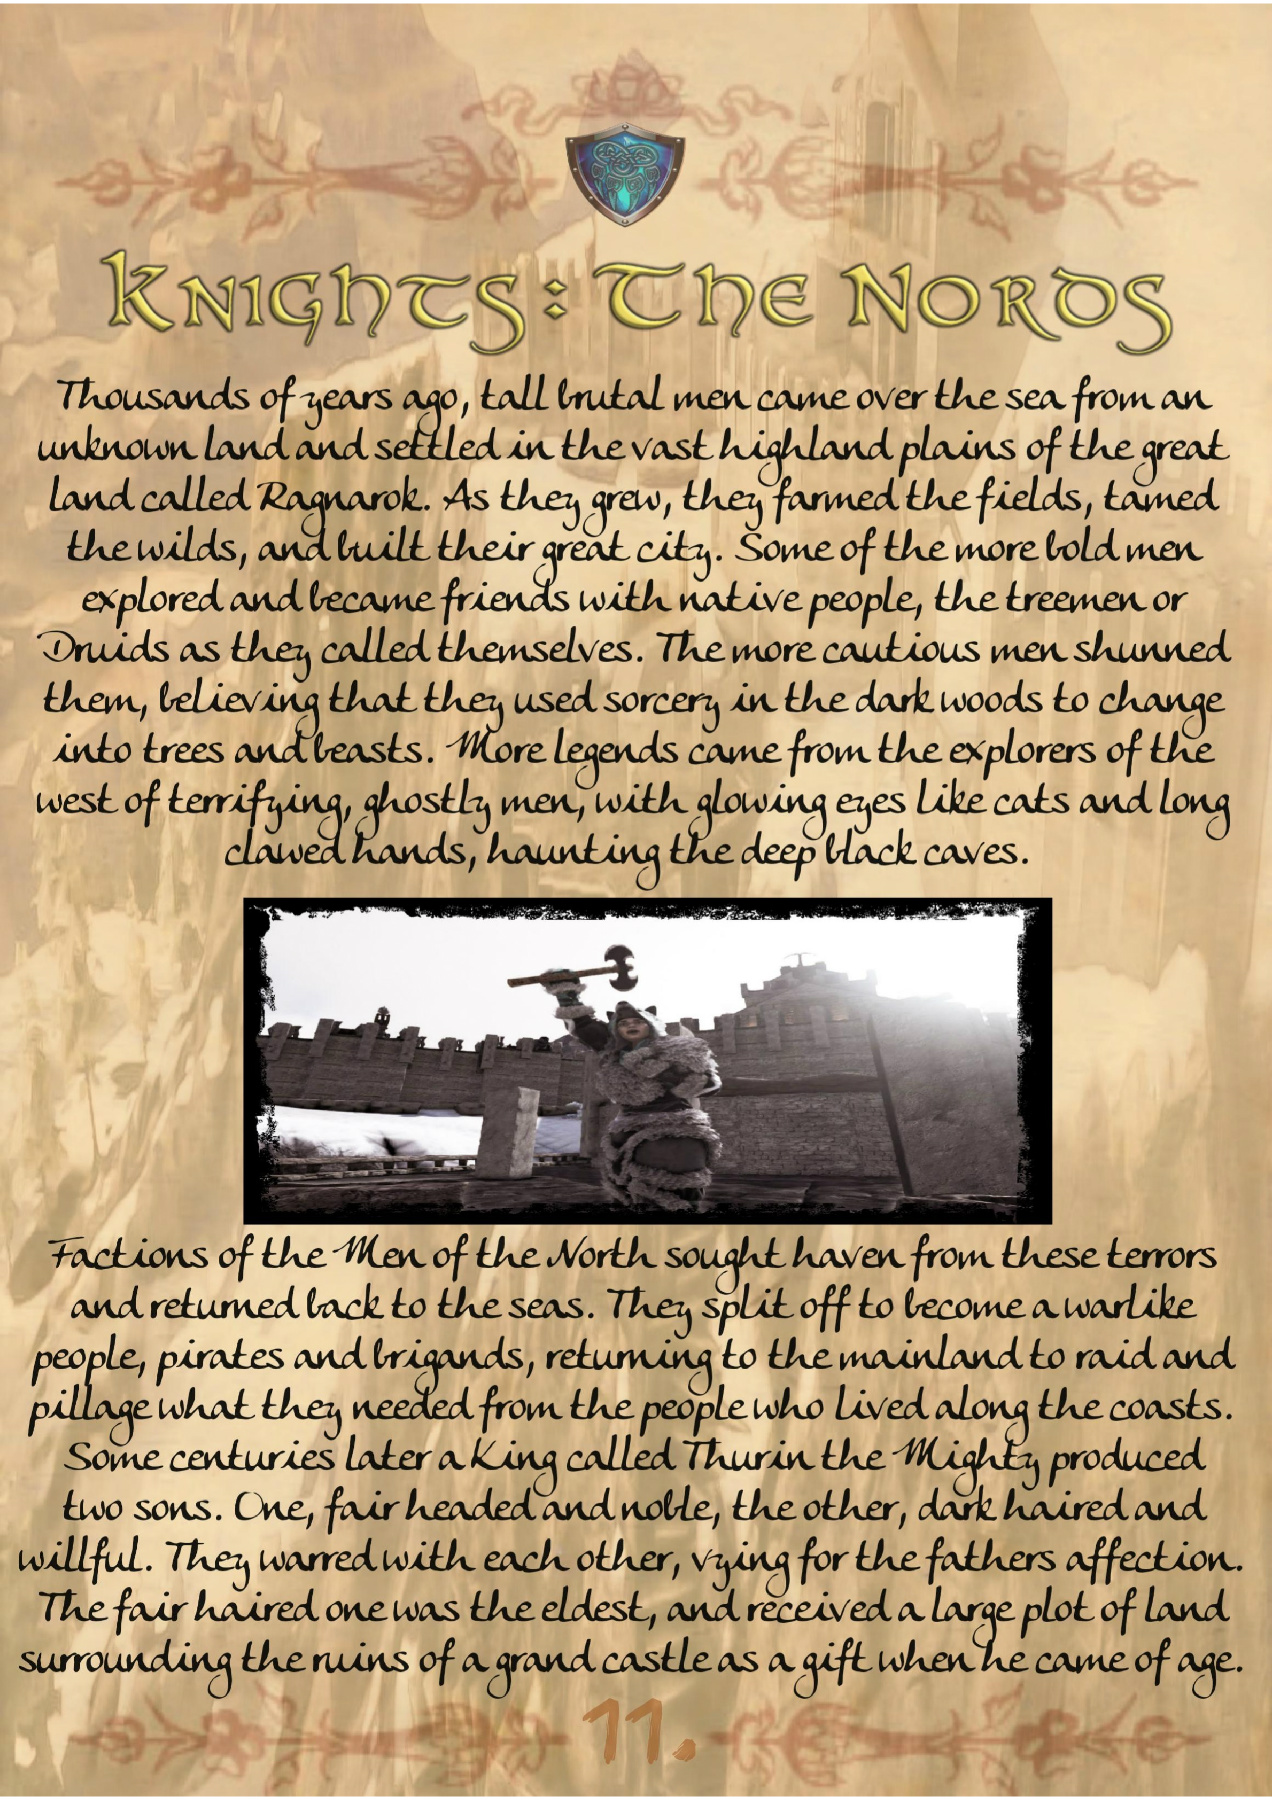 Knights: The Nords
Thousands of years ago, tall brutal men came over the sea from an
unknown land and settled in the vast highland plains of the great
land called Ragnarok. As they grew, they farmed the fields, tamed
the wilds, and built their great city. Some of the more bold men
explored and became friends with native people, the treemen or
Druids as they called themselves. The more cautious men shunned
them, believing that they used sorcery in the dark woods to change
into trees and beasts. More legends came from the explorers of the
west of terrifying, ghostly men, with glowing eyes like cats and long
clawed hands, haunting the deep black caves.
Factions of the Men of the North sought haven from these terrors
and returned back to the seas. They split off to become a warlike
people, pirates and brigands, returning to the mainland to raid and
pillage what they needed from the people who lived along the coasts.
Some centuries later a King called Thurin the Mighty produced
two sons. One, fair headed and noble, the other, dark haired and
willful. They warred with each other, vying for the fathers affection.
The fair haired one was the eldest, and received a large plot of land
surrounding the ruins of a grand castle as a gift when he came of age.
11.